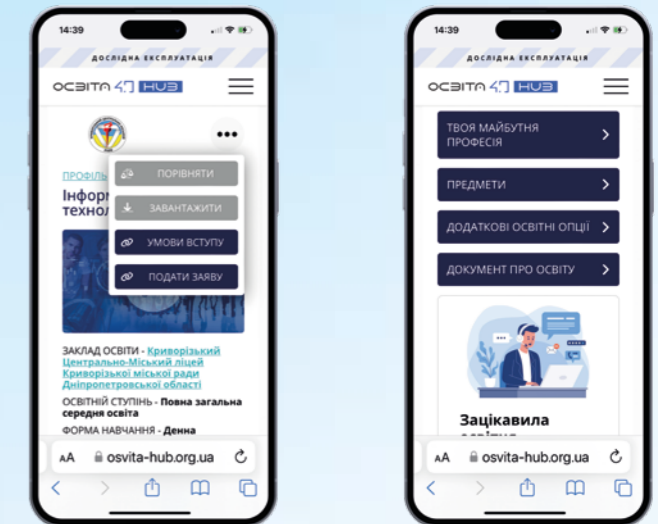 14:39
ДОСЛІДНА ЕКСПЛУАТАЦІЯ
ОСВІТА 4.0 HUB
ПОРІВНЯТИ
ПРОФІЛЬ
Інфор
ЗАВАНТАЖИТИ
технол
УМОВИ ВСТУПУ
ПОДАТИ ЗАЯВУ
ЗАКЛАД ОСВІТИ - Криворізький
Центрально-Міський ліцей
Криворізької міської ради
Дніпропетровської області
ОСВІТНІЙ СТУПІНЬ - Повна загальна
середня освіта
ФОРМА НАВЧАННЯ - Денна
AA osvita-hub.org.ua
14:39
ДОСЛІДНА ЕКСПЛУАТАЦІЯ
ОСВІТА 4.0 HUB
ТВОЯ МАЙБУТНЯ
ПРОФЕСІЯ
ПРЕДМЕТИ
ДОДАТКОВІ ОСВІТНІ ОПЦІЇ
ДОКУМЕНТ ПРО ОСВІТУ
Зацікавила
освітня
AA osvita-hub.org.ua